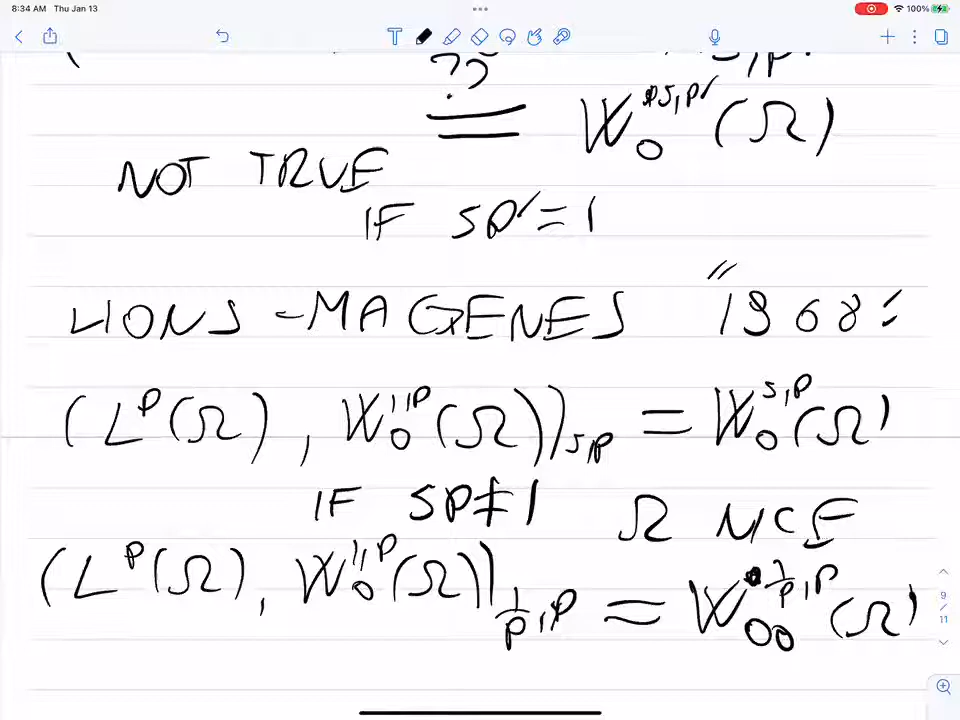 8:34 AM Thu Jan 13
100%
??
= W₀^{s,p′}(Ω)
NOT TRUE
IF sp′ = 1
LIONS - MAGENES "1968:
(L^p(Ω), W₀^{1,p}(Ω))_{s,p} = W₀^{s,p}(Ω)
IF sp ≠ 1 Ω NICE
(L^p(Ω), W₀^{1,p}(Ω))_{1/p,p} = W₀₀^{1/p,p}(Ω)
9
/
11